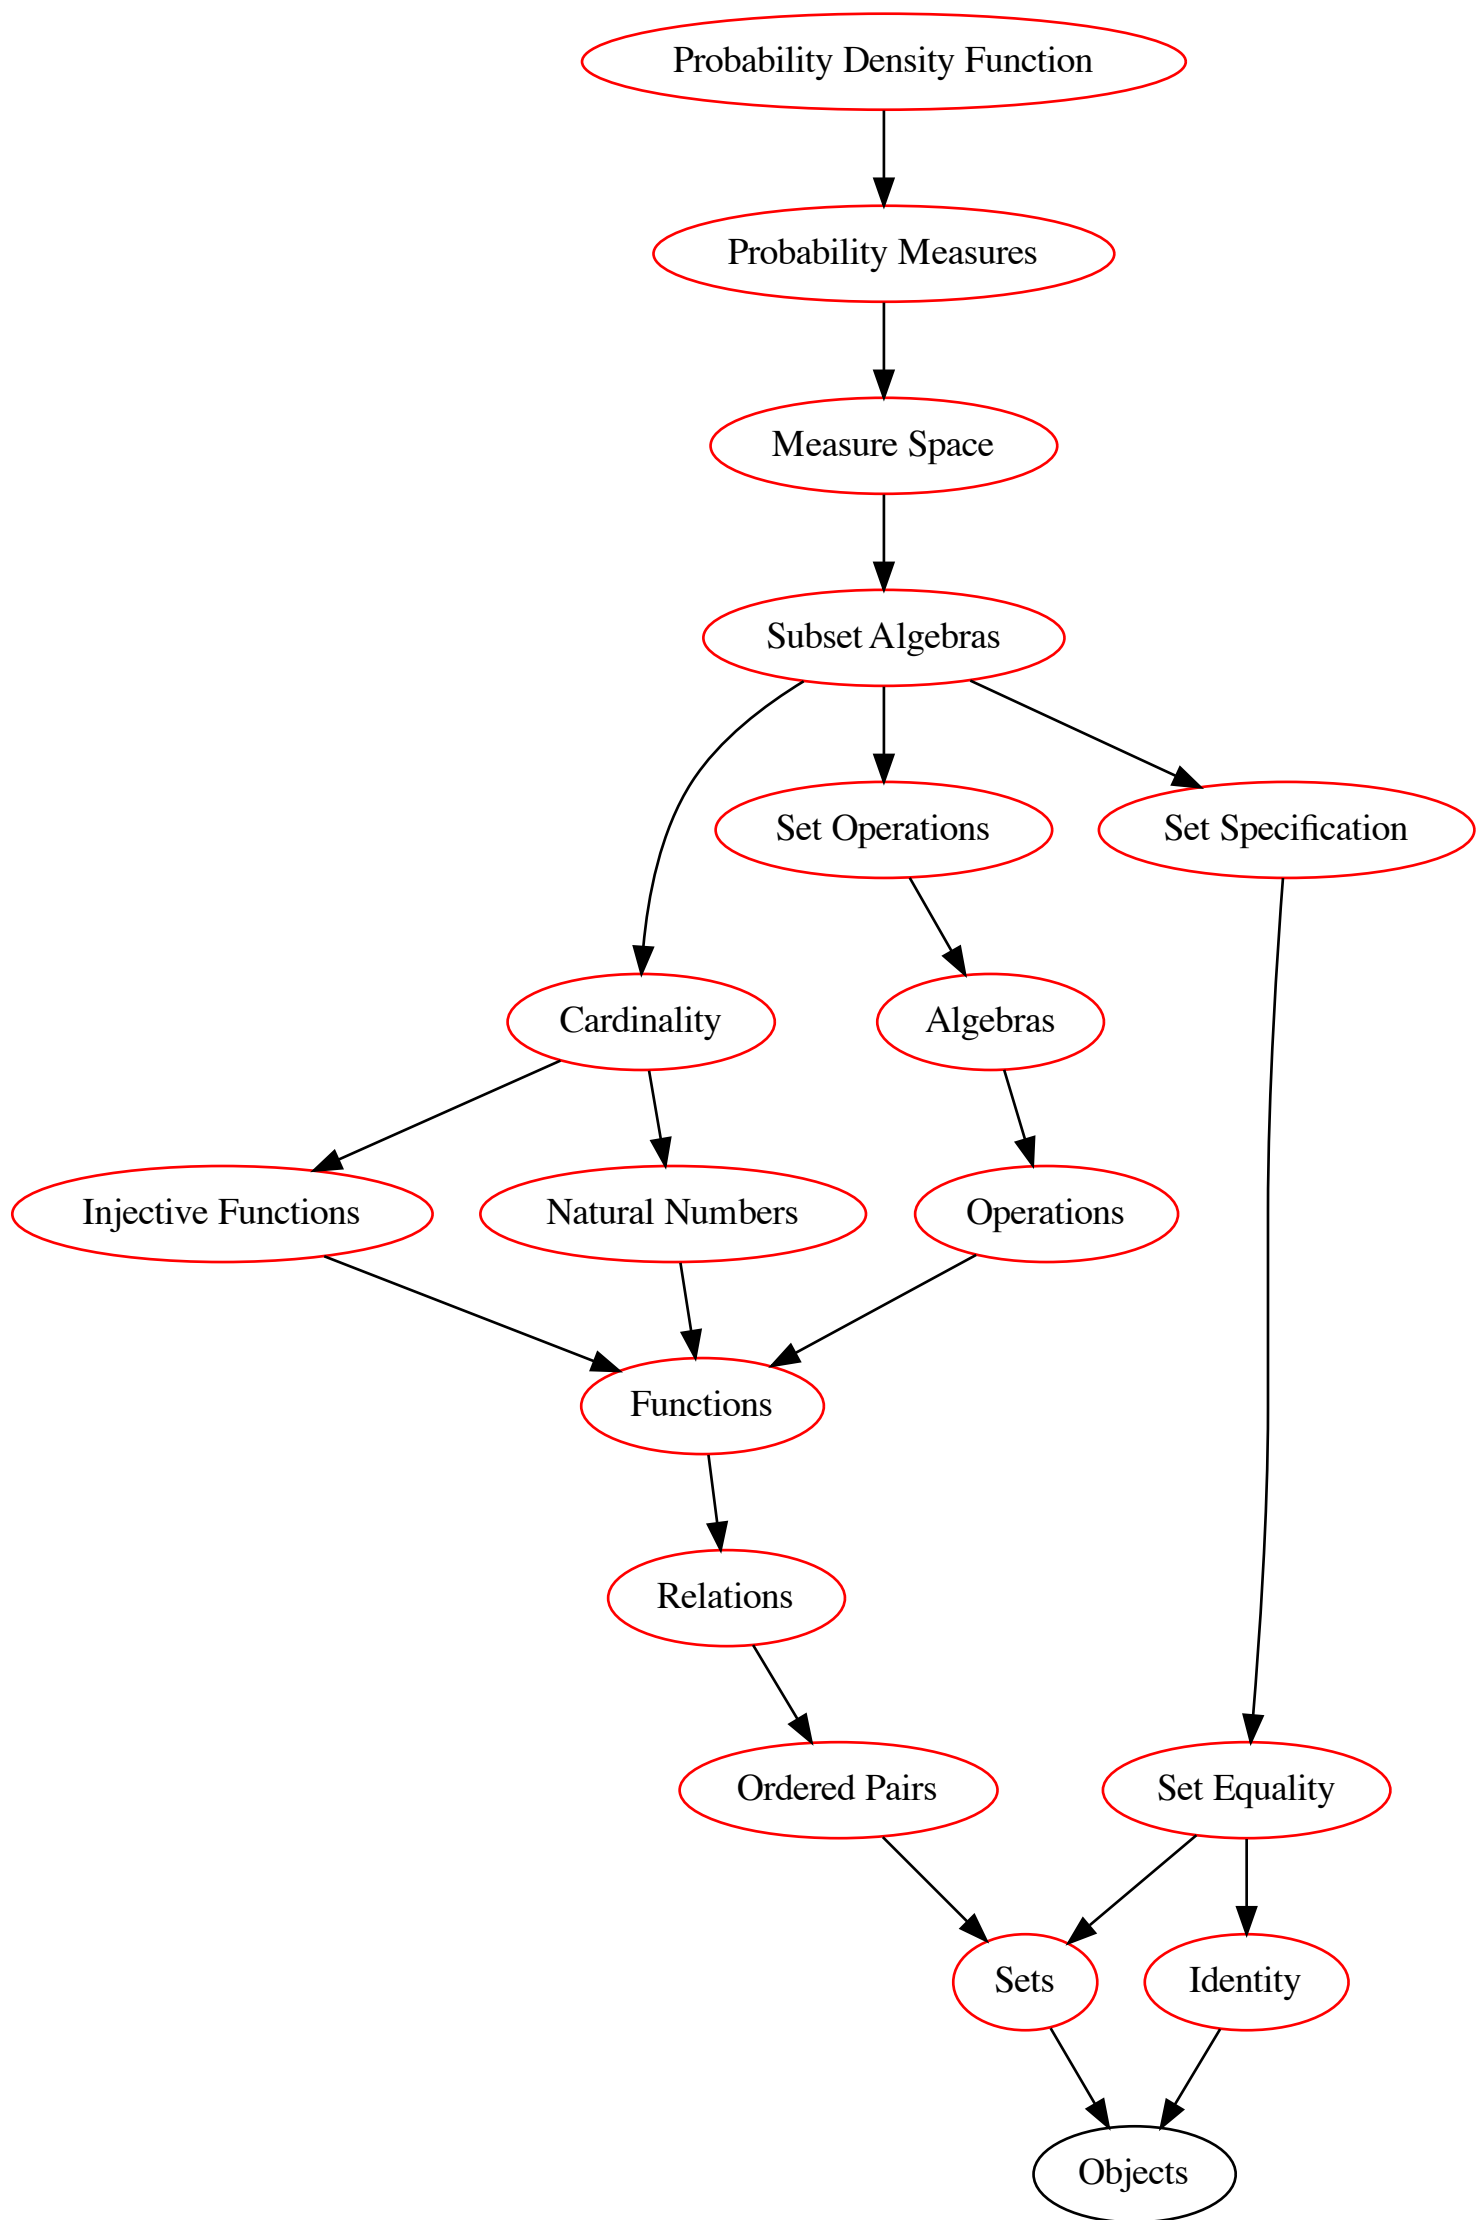 Probability Density Function
Probability Measures
Measure Space
Subset Algebras
Set Operations
Set Specification
Cardinality
Algebras
Injective Functions
Natural Numbers
Operations
Functions
Relations
Ordered Pairs
Set Equality
Sets
Identity
Objects